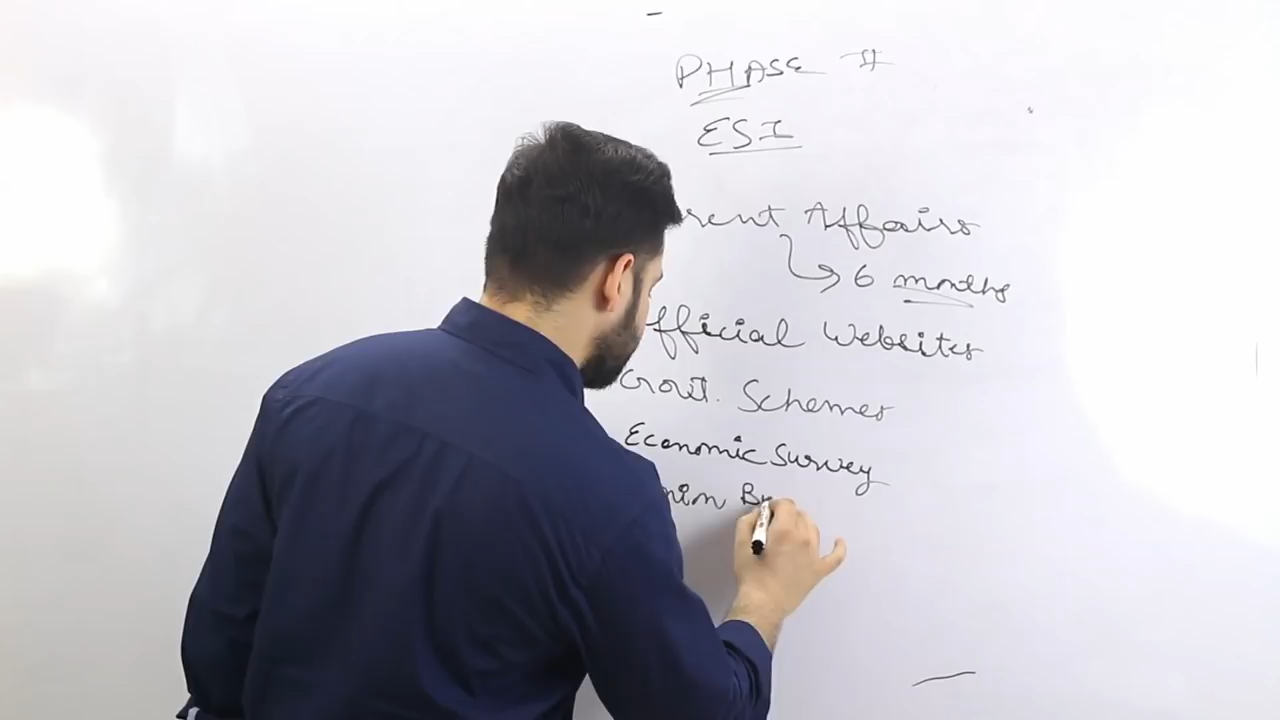 PHASE II
ESI
rent Affairs
6 months
fficial Websites
Govt. Schemes
Economic Survey
nion Bu